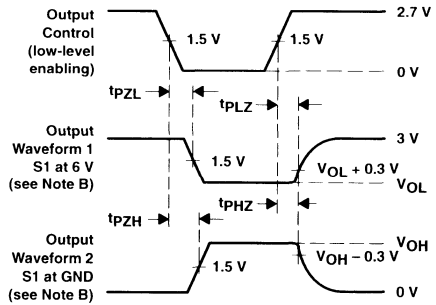 Output
Control
(low-level
enabling)
2.7 V
1.5 V
1.5 V
0 V
tPZL
tPLZ
Output
Waveform 1
S1 at 6 V
(see Note B)
3 V
1.5 V
VOL + 0.3 V
VOL
tPZH
tPHZ
Output
Waveform 2
S1 at GND
(see Note B)
VOH
1.5 V
VOH − 0.3 V
0 V